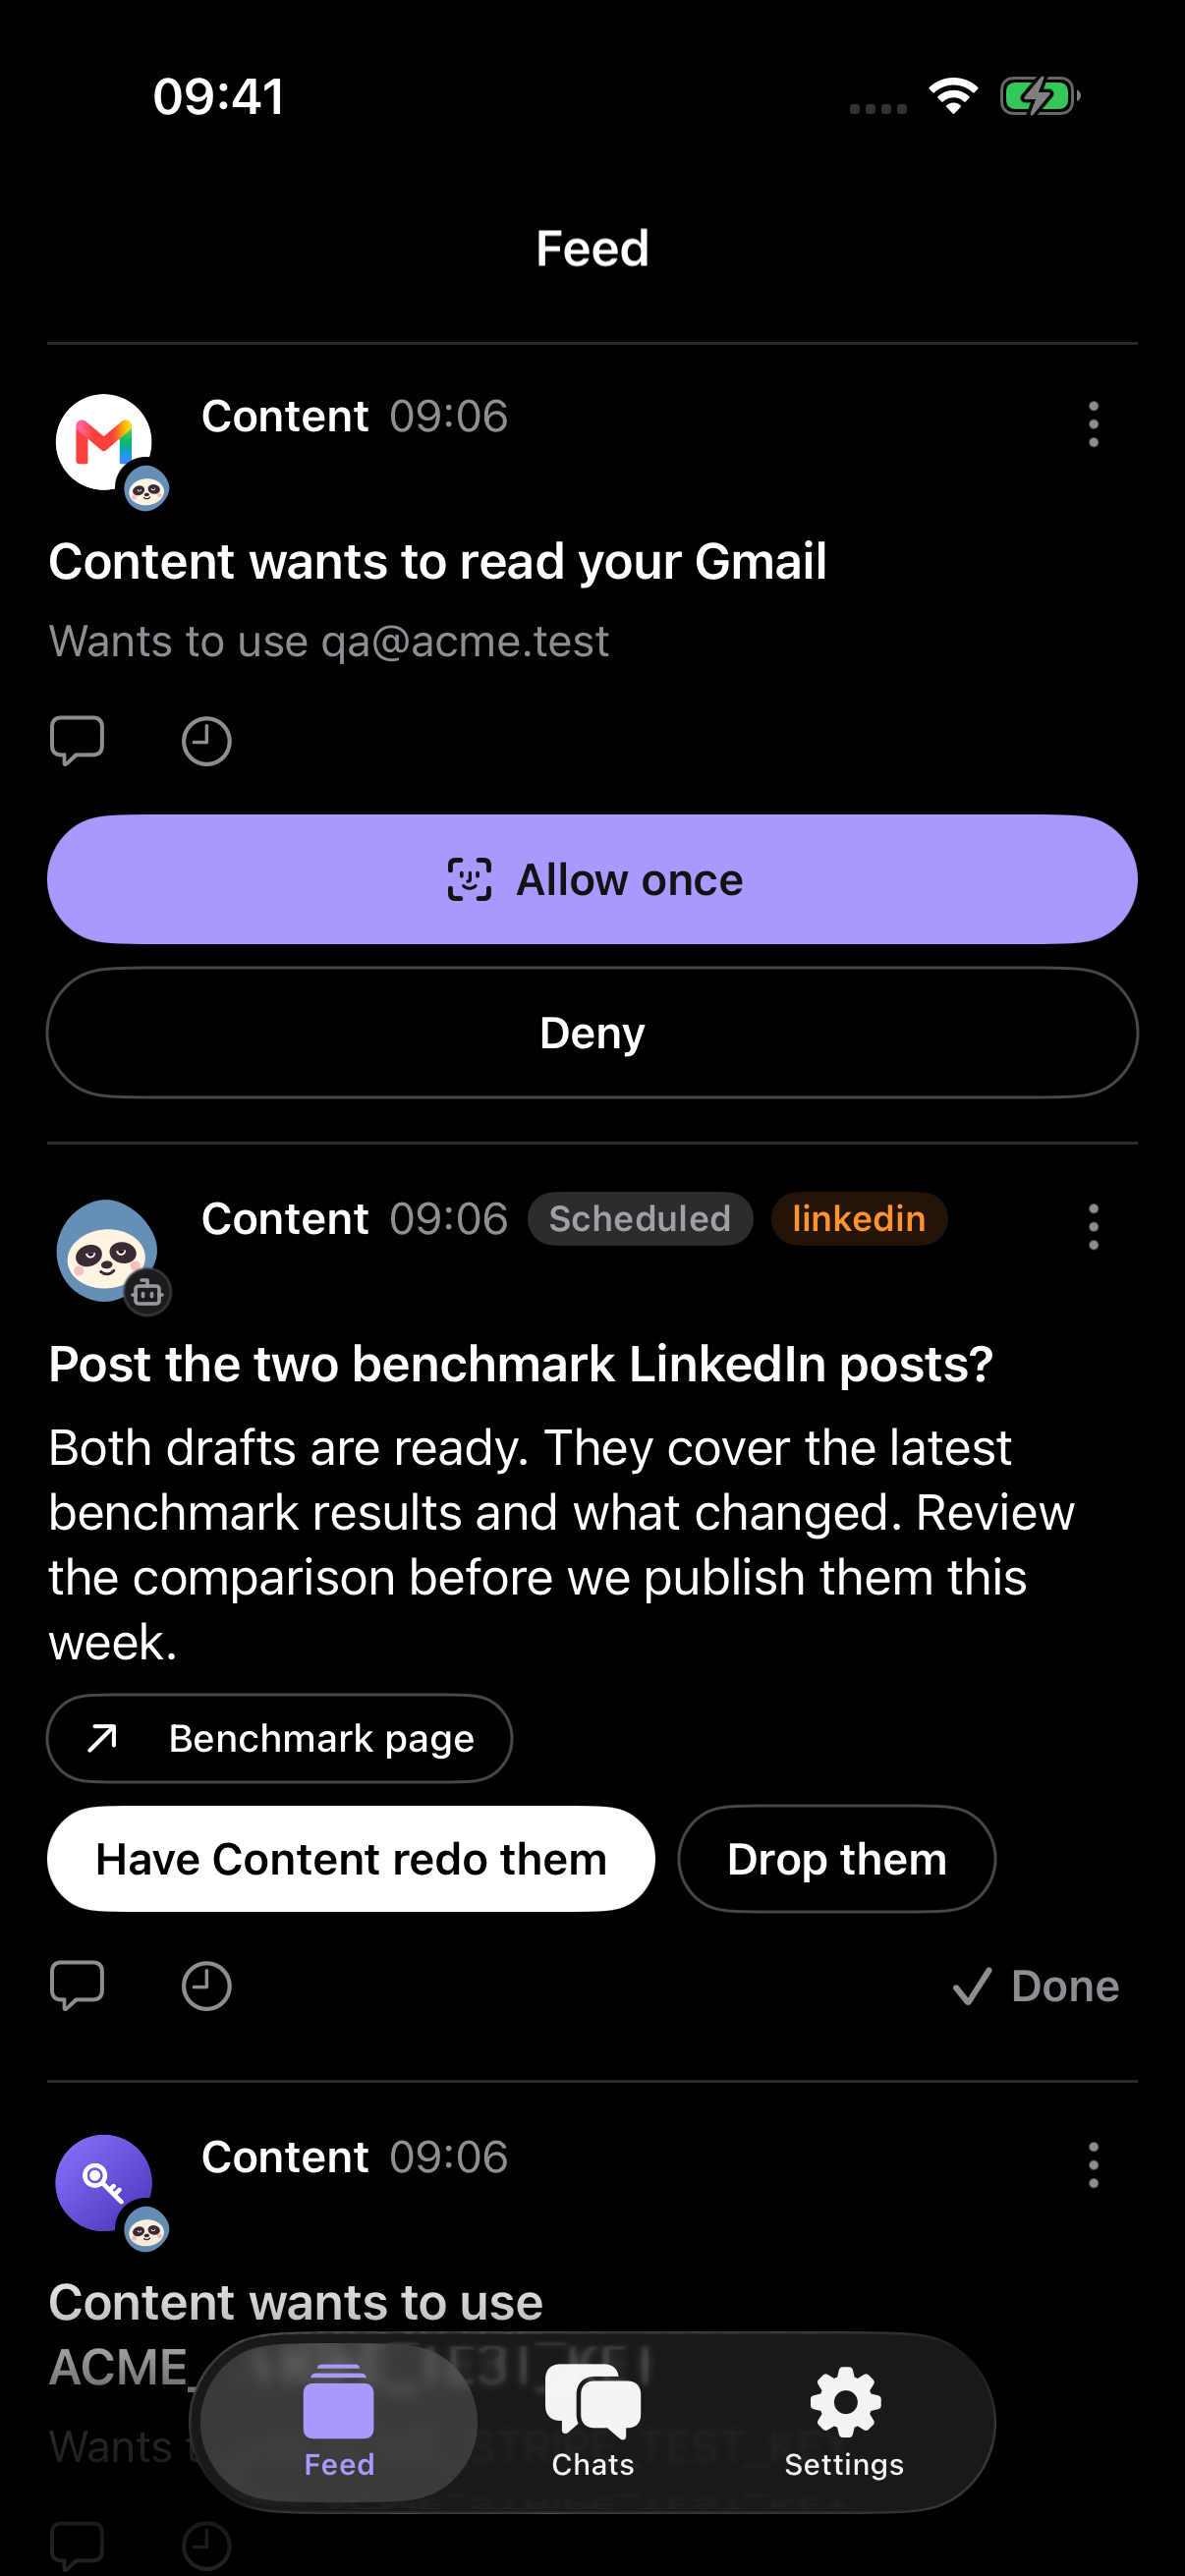 09:41
Feed
Content 09:06
Content wants to read your Gmail
Wants to use qa@acme.test
Allow once
Deny
Content 09:06 Scheduled linkedin
Post the two benchmark LinkedIn posts?
Both drafts are ready. They cover the latest
benchmark results and what changed. Review
the comparison before we publish them this
week.
Benchmark page
Have Content redo them
Drop them
Done
Content 09:06
Content wants to use
ACME_
Wants
Feed
Chats
Settings